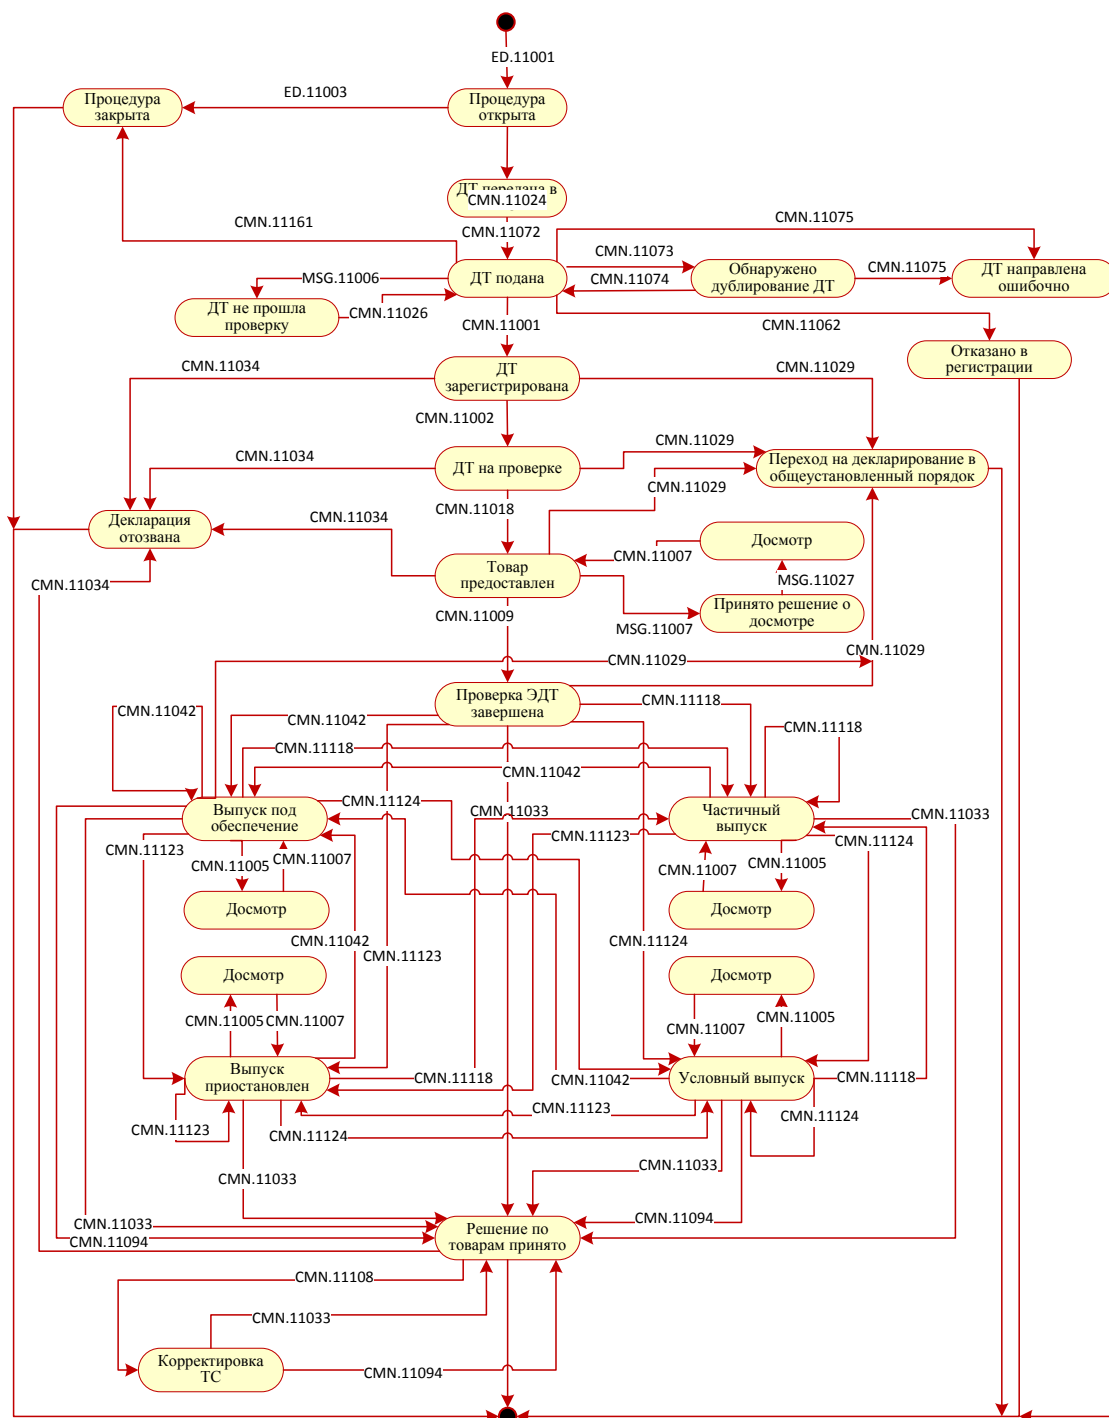 ED.11001
ED.11003
Процедура
закрыта
Процедура
открыта
ДТ передана в
CMN.11024
CMN.11075
CMN.11161
CMN.11072
CMN.11073
ДТ подана
MSG.11006
CMN.11074
Обнаружено
дублирование ДТ
CMN.11075
ДТ направлена
ошибочно
ДТ не прошла
проверку
CMN.11026
CMN.11001
CMN.11062
CMN.11034
ДТ
зарегистрирована
CMN.11029
Отказано в
регистрации
CMN.11002
CMN.11034
ДТ на проверке
CMN.11029
Переход на декларирование в
общеустановленный порядок
CMN.11029
CMN.11018
Декларация
отозвана
CMN.11034
CMN.11007
Досмотр
CMN.11034
Товар
предоставлен
MSG.11027
CMN.11009
MSG.11007
Принято решение о
досмотре
CMN.11029
CMN.11029
Проверка ЭДТ
завершена
CMN.11042
CMN.11042
CMN.11118
CMN.11118
CMN.11118
CMN.11042
CMN.11124
CMN.11033
Выпуск под
обеспечение
Частичный
выпуск
CMN.11033
CMN.11123
CMN.11007
CMN.11005
CMN.11123
CMN.11007
CMN.11005
CMN.11124
Досмотр
Досмотр
CMN.11042
CMN.11123
CMN.11124
Досмотр
Досмотр
CMN.11005
CMN.11007
CMN.11007
CMN.11005
Выпуск
приостановлен
CMN.11118
CMN.11042
Условный выпуск
CMN.11118
CMN.11123
CMN.11123
CMN.11124
CMN.11124
CMN.11033
CMN.11033
CMN.11033
CMN.11094
CMN.11094
Решение по
товарам принято
CMN.11108
CMN.11033
Корректировка
ТС
CMN.11094